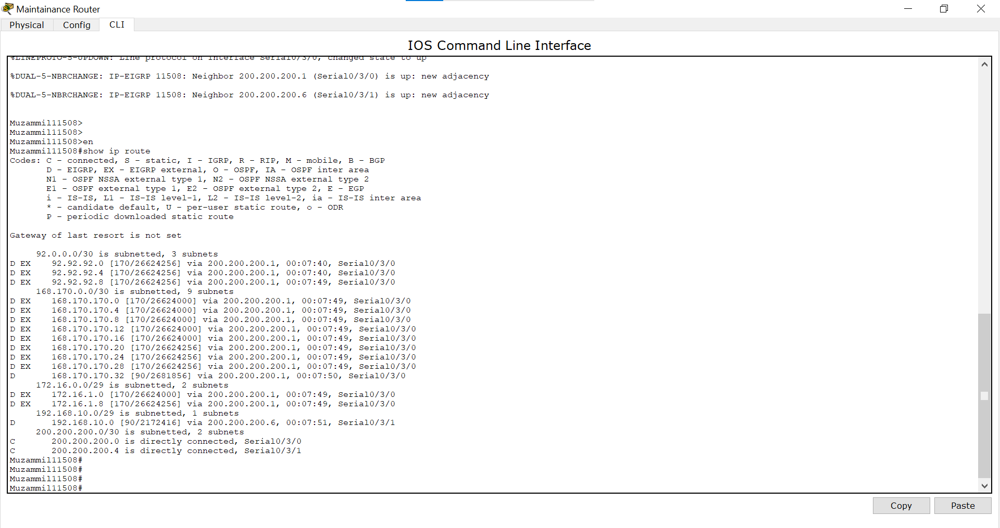 Maintainance Router
Physical Config CLI
IOS Command Line Interface
%LINEPROTO-5-UPDOWN: Line protocol on Interface Serial0/3/0, changed state to up
%DUAL-5-NBRCHANGE: IP-EIGRP 11508: Neighbor 200.200.200.1 (Serial0/3/0) is up: new adjacency
%DUAL-5-NBRCHANGE: IP-EIGRP 11508: Neighbor 200.200.200.6 (Serial0/3/1) is up: new adjacency
Muzammil11508>
Muzammil11508>
Muzammil11508>en
Muzammil11508#show ip route
Codes: C - connected, S - static, I - IGRP, R - RIP, M - mobile, B - BGP
D - EIGRP, EX - EIGRP external, O - OSPF, IA - OSPF inter area
N1 - OSPF NSSA external type 1, N2 - OSPF NSSA external type 2
E1 - OSPF external type 1, E2 - OSPF external type 2, E - EGP
i - IS-IS, L1 - IS-IS level-1, L2 - IS-IS level-2, ia - IS-IS inter area
* - candidate default, U - per-user static route, o - ODR
P - periodic downloaded static route
Gateway of last resort is not set
92.0.0.0/30 is subnetted, 3 subnets
D EX 92.92.92.0 [170/26624256] via 200.200.200.1, 00:07:40, Serial0/3/0
D EX 92.92.92.4 [170/26624256] via 200.200.200.1, 00:07:40, Serial0/3/0
D EX 92.92.92.8 [170/26624256] via 200.200.200.1, 00:07:49, Serial0/3/0
168.170.0.0/30 is subnetted, 9 subnets
D EX 168.170.170.0 [170/26624000] via 200.200.200.1, 00:07:49, Serial0/3/0
D EX 168.170.170.4 [170/26624000] via 200.200.200.1, 00:07:49, Serial0/3/0
D EX 168.170.170.8 [170/26624000] via 200.200.200.1, 00:07:49, Serial0/3/0
D EX 168.170.170.12 [170/26624000] via 200.200.200.1, 00:07:49, Serial0/3/0
D EX 168.170.170.16 [170/26624000] via 200.200.200.1, 00:07:49, Serial0/3/0
D EX 168.170.170.20 [170/26624256] via 200.200.200.1, 00:07:49, Serial0/3/0
D EX 168.170.170.24 [170/26624256] via 200.200.200.1, 00:07:49, Serial0/3/0
D EX 168.170.170.28 [170/26624256] via 200.200.200.1, 00:07:49, Serial0/3/0
D 168.170.170.32 [90/2681856] via 200.200.200.1, 00:07:50, Serial0/3/0
172.16.0.0/29 is subnetted, 2 subnets
D EX 172.16.1.0 [170/26624000] via 200.200.200.1, 00:07:49, Serial0/3/0
D EX 172.16.1.8 [170/26624256] via 200.200.200.1, 00:07:49, Serial0/3/0
192.168.10.0/29 is subnetted, 1 subnets
D 192.168.10.0 [90/2172416] via 200.200.200.6, 00:07:51, Serial0/3/1
200.200.200.0/30 is subnetted, 2 subnets
C 200.200.200.0 is directly connected, Serial0/3/0
C 200.200.200.4 is directly connected, Serial0/3/1
Muzammil11508#
Muzammil11508#
Muzammil11508#
Muzammil11508#
Copy Paste